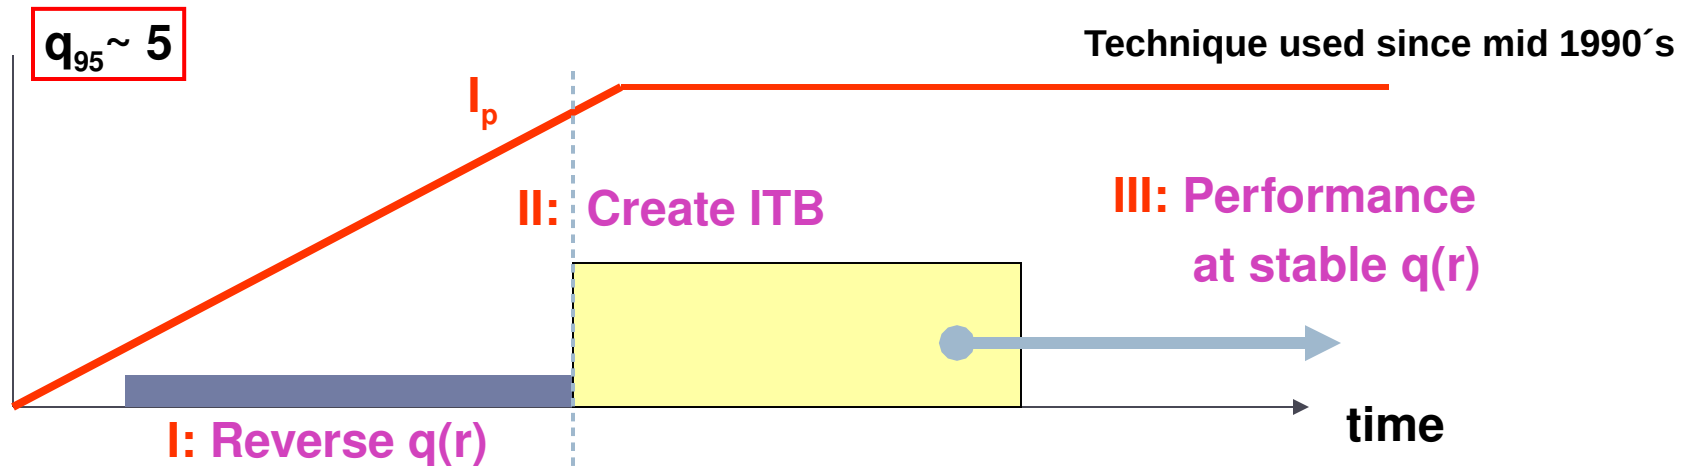 q95~ 5
Technique used since mid 1990´s
Ip
II: Create ITB
III: Performance
at stable q(r)
I: Reverse q(r)
time